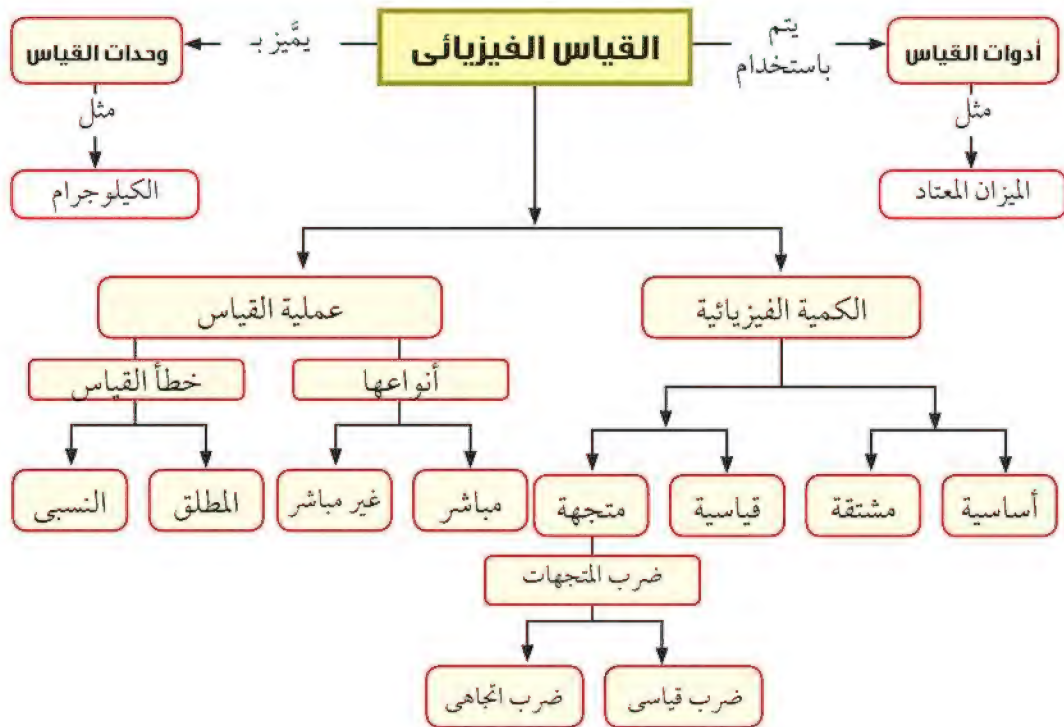 القياس الفيزيائى
يتم
باستخدام
أدوات القياس
مثل
الميزان المعتاد
يمَّيز بـ
وحدات القياس
مثل
الكيلوجرام
الكمية الفيزيائية
أساسية
مشتقة
قياسية
متجهة
ضرب المتجهات
ضرب قياسى
ضرب اتجاهى
عملية القياس
أنواعها
مباشر
غير مباشر
خطأ القياس
المطلق
النسبى